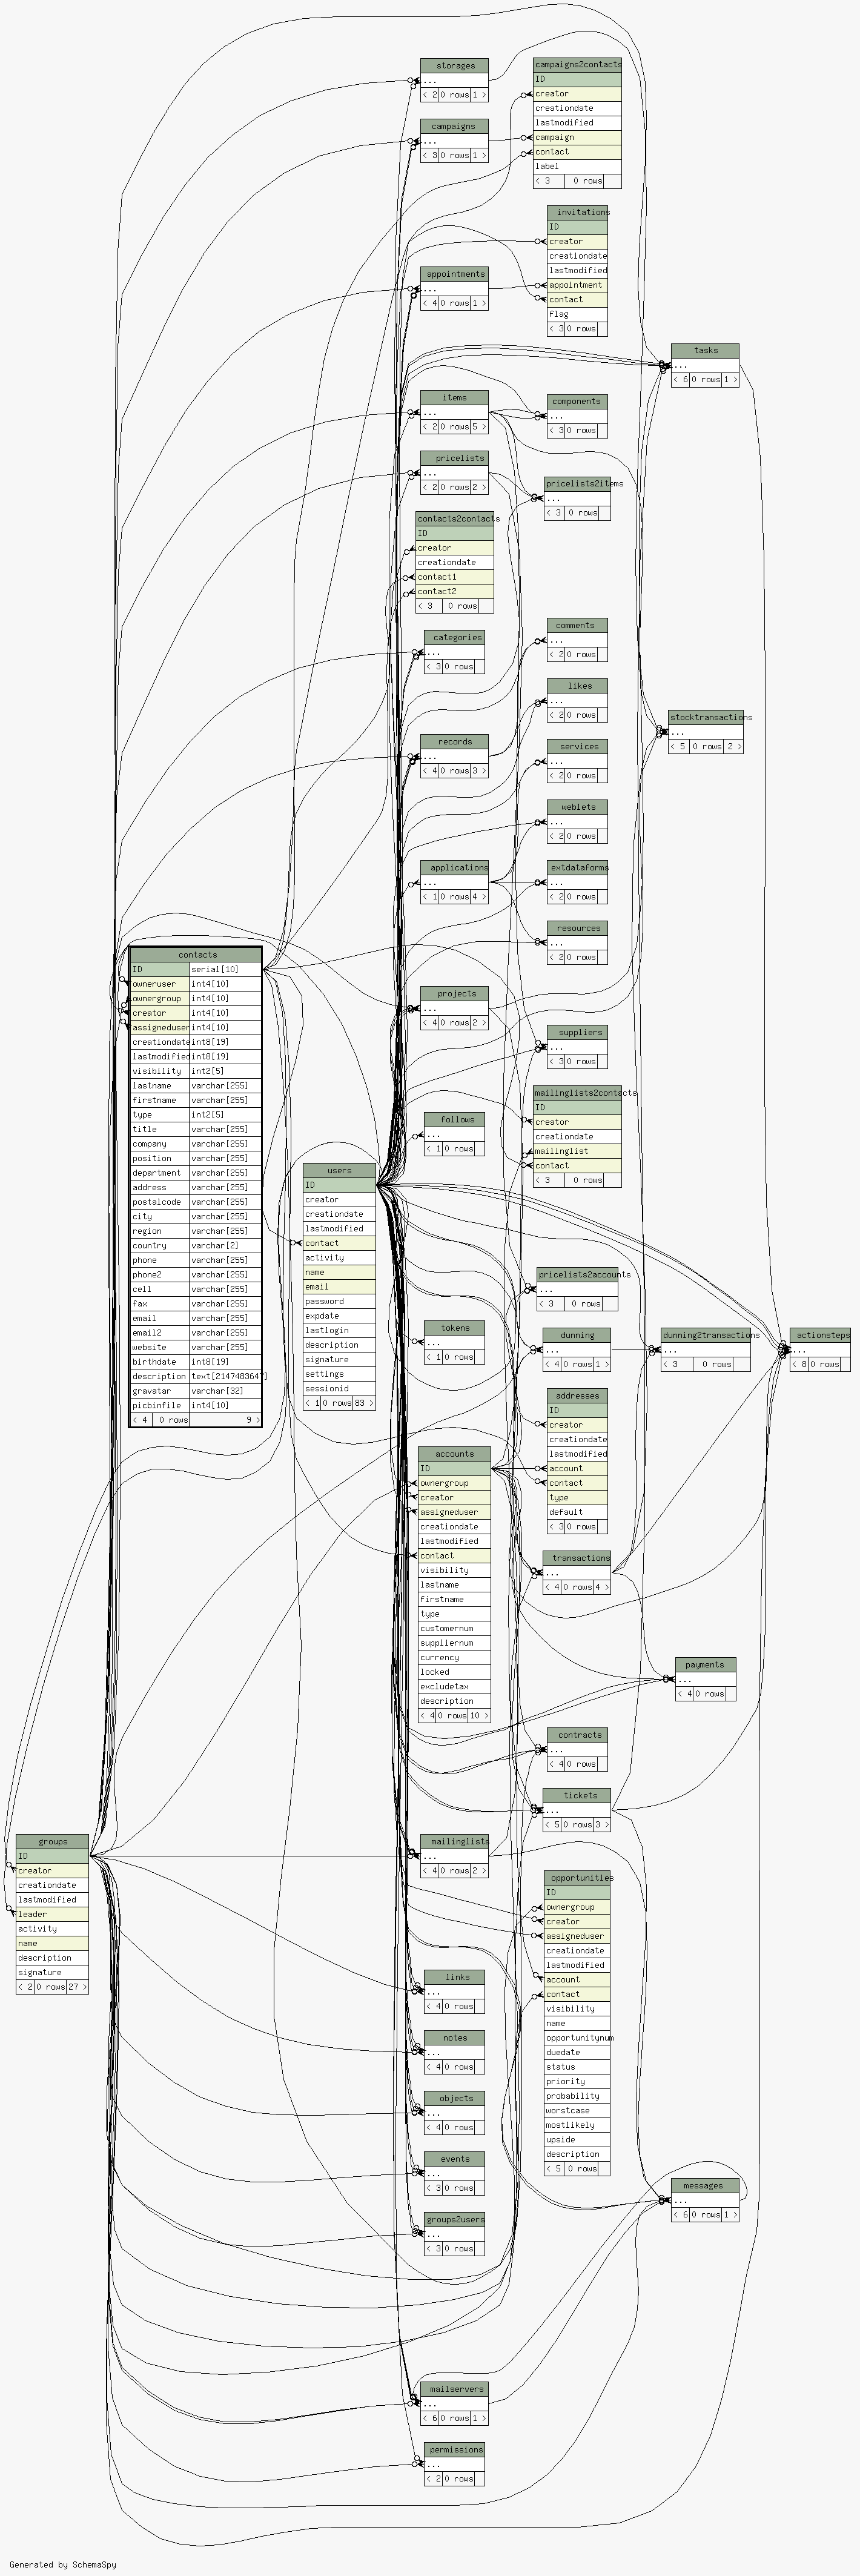 storages
...
< 2 0 rows 1 >
campaigns
...
< 3 0 rows 1 >
campaigns2contacts
ID
creator
creationdate
lastmodified
campaign
contact
label
< 3 0 rows
invitations
ID
creator
creationdate
lastmodified
appointment
contact
flag
< 3 0 rows
appointments
...
< 4 0 rows 1 >
tasks
...
< 6 0 rows 1 >
items
...
< 2 0 rows 5 >
components
...
< 3 0 rows
pricelists
...
< 2 0 rows 2 >
pricelists2items
...
< 3 0 rows
contacts2contacts
ID
creator
creationdate
contact1
contact2
< 3 0 rows
comments
...
< 2 0 rows
categories
...
< 3 0 rows
likes
...
< 2 0 rows
stocktransactions
...
< 5 0 rows 2 >
records
...
< 4 0 rows 3 >
services
...
< 2 0 rows
weblets
...
< 2 0 rows
applications
...
< 1 0 rows 4 >
extdataforms
...
< 2 0 rows
resources
...
< 2 0 rows
contacts
ID serial[10]
owneruser int4[10]
ownergroup int4[10]
creator int4[10]
assigneduser int4[10]
creationdate int8[19]
lastmodified int8[19]
visibility int2[5]
lastname varchar[255]
firstname varchar[255]
type int2[5]
title varchar[255]
company varchar[255]
position varchar[255]
department varchar[255]
address varchar[255]
postalcode varchar[255]
city varchar[255]
region varchar[255]
country varchar[2]
phone varchar[255]
phone2 varchar[255]
cell varchar[255]
fax varchar[255]
email varchar[255]
email2 varchar[255]
website varchar[255]
birthdate int8[19]
description text[2147483647]
gravatar varchar[32]
picbinfile int4[10]
< 4 0 rows 9 >
projects
...
< 4 0 rows 2 >
suppliers
...
< 3 0 rows
mailinglists2contacts
ID
creator
creationdate
mailinglist
contact
< 3 0 rows
follows
...
< 1 0 rows
users
ID
creator
creationdate
lastmodified
contact
activity
name
email
password
expdate
lastlogin
description
signature
settings
sessionid
< 1 0 rows 83 >
pricelists2accounts
...
< 3 0 rows
tokens
...
< 1 0 rows
dunning
...
< 4 0 rows 1 >
dunning2transactions
...
< 3 0 rows
actionsteps
...
< 8 0 rows
addresses
ID
creator
creationdate
lastmodified
account
contact
type
default
< 3 0 rows
accounts
ID
ownergroup
creator
assigneduser
creationdate
lastmodified
contact
visibility
lastname
firstname
type
customernum
suppliernum
currency
locked
excludetax
description
< 4 0 rows 10 >
transactions
...
< 4 0 rows 4 >
payments
...
< 4 0 rows
contracts
...
< 4 0 rows
tickets
...
< 5 0 rows 3 >
groups
ID
creator
creationdate
lastmodified
leader
activity
name
description
signature
< 2 0 rows 27 >
mailinglists
...
< 4 0 rows 2 >
opportunities
ID
ownergroup
creator
assigneduser
creationdate
lastmodified
account
contact
visibility
name
opportunitynum
duedate
status
priority
probability
worstcase
mostlikely
upside
description
< 5 0 rows
links
...
< 4 0 rows
notes
...
< 4 0 rows
objects
...
< 4 0 rows
events
...
< 3 0 rows
messages
...
< 6 0 rows 1 >
groups2users
...
< 3 0 rows
mailservers
...
< 6 0 rows 1 >
permissions
...
< 2 0 rows
Generated by SchemaSpy